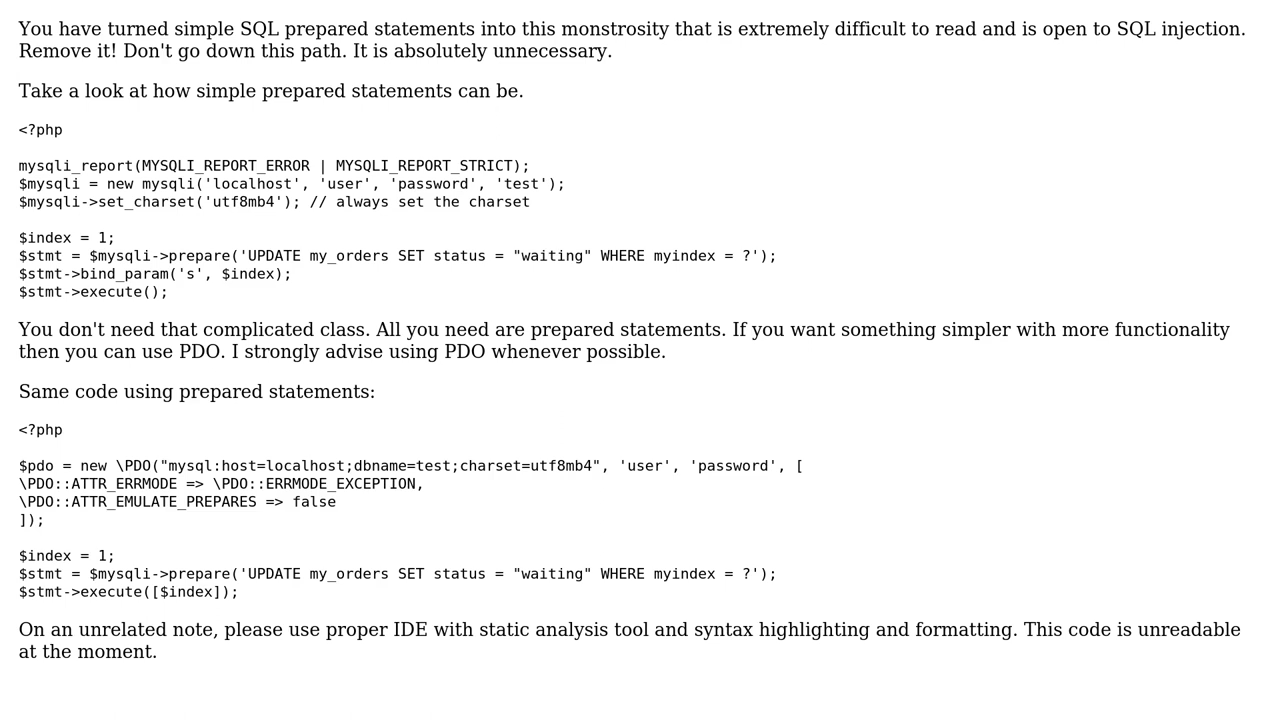 You have turned simple SQL prepared statements into this monstrosity that is extremely difficult to read and is open to SQL injection.
Remove it! Don't go down this path. It is absolutely unnecessary.
Take a look at how simple prepared statements can be.
<?php
mysqli_report(MYSQLI_REPORT_ERROR | MYSQLI_REPORT_STRICT);
$mysqli = new mysqli('localhost', 'user', 'password', 'test');
$mysqli->set_charset('utf8mb4'); // always set the charset
$index = 1;
$stmt = $mysqli->prepare('UPDATE my_orders SET status = "waiting" WHERE myindex = ?');
$stmt->bind_param('s', $index);
$stmt->execute();
You don't need that complicated class. All you need are prepared statements. If you want something simpler with more functionality
then you can use PDO. I strongly advise using PDO whenever possible.
Same code using prepared statements:
<?php
$pdo = new \PDO("mysql:host=localhost;dbname=test;charset=utf8mb4", 'user', 'password', [
\PDO::ATTR_ERRMODE => \PDO::ERRMODE_EXCEPTION,
\PDO::ATTR_EMULATE_PREPARES => false
]);
$index = 1;
$stmt = $mysqli->prepare('UPDATE my_orders SET status = "waiting" WHERE myindex = ?');
$stmt->execute([$index]);
On an unrelated note, please use proper IDE with static analysis tool and syntax highlighting and formatting. This code is unreadable
at the moment.